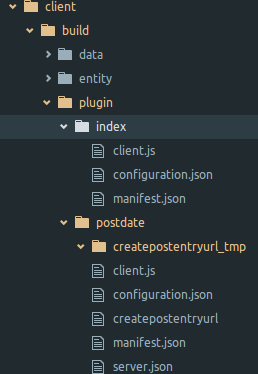 client
build
data
entity
plugin
index
client.js
configuration.json
manifest.json
postdate
createpostentryurl_tmp
client.js
configuration.json
createpostentryurl
manifest.json
server.json